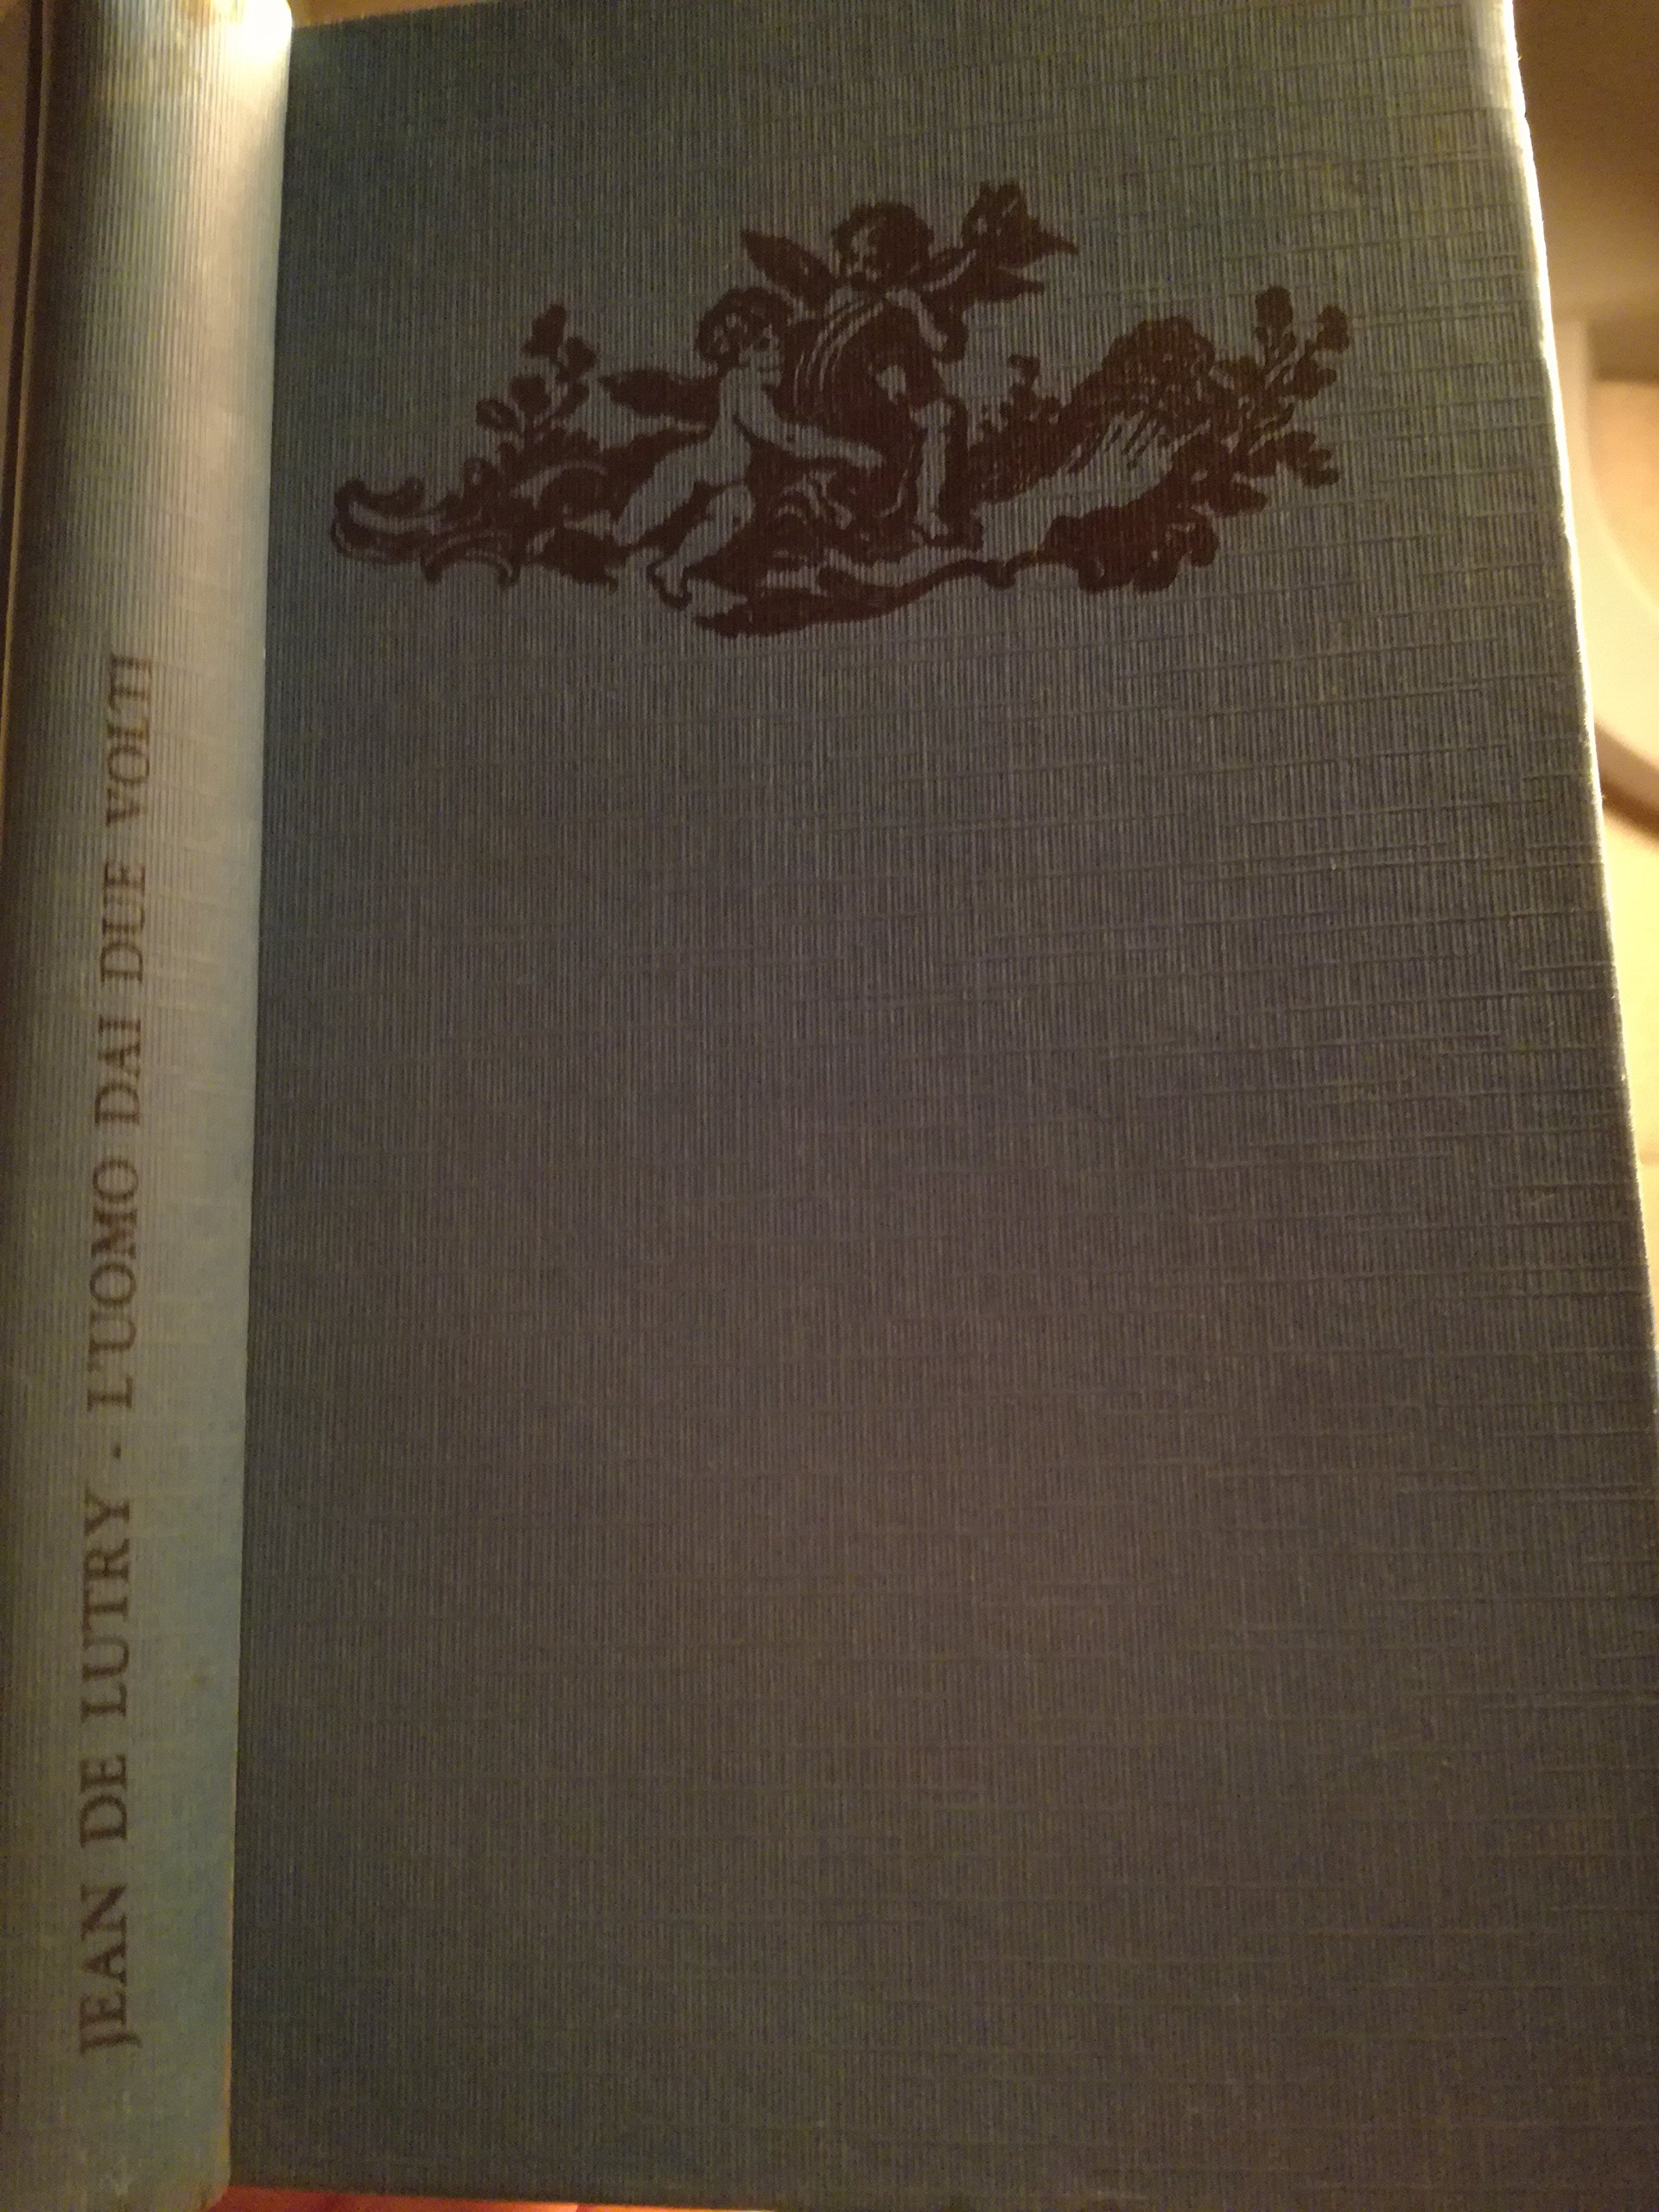 JEAN DE LUTRY · L'UOMO DAI DUE VOLTI